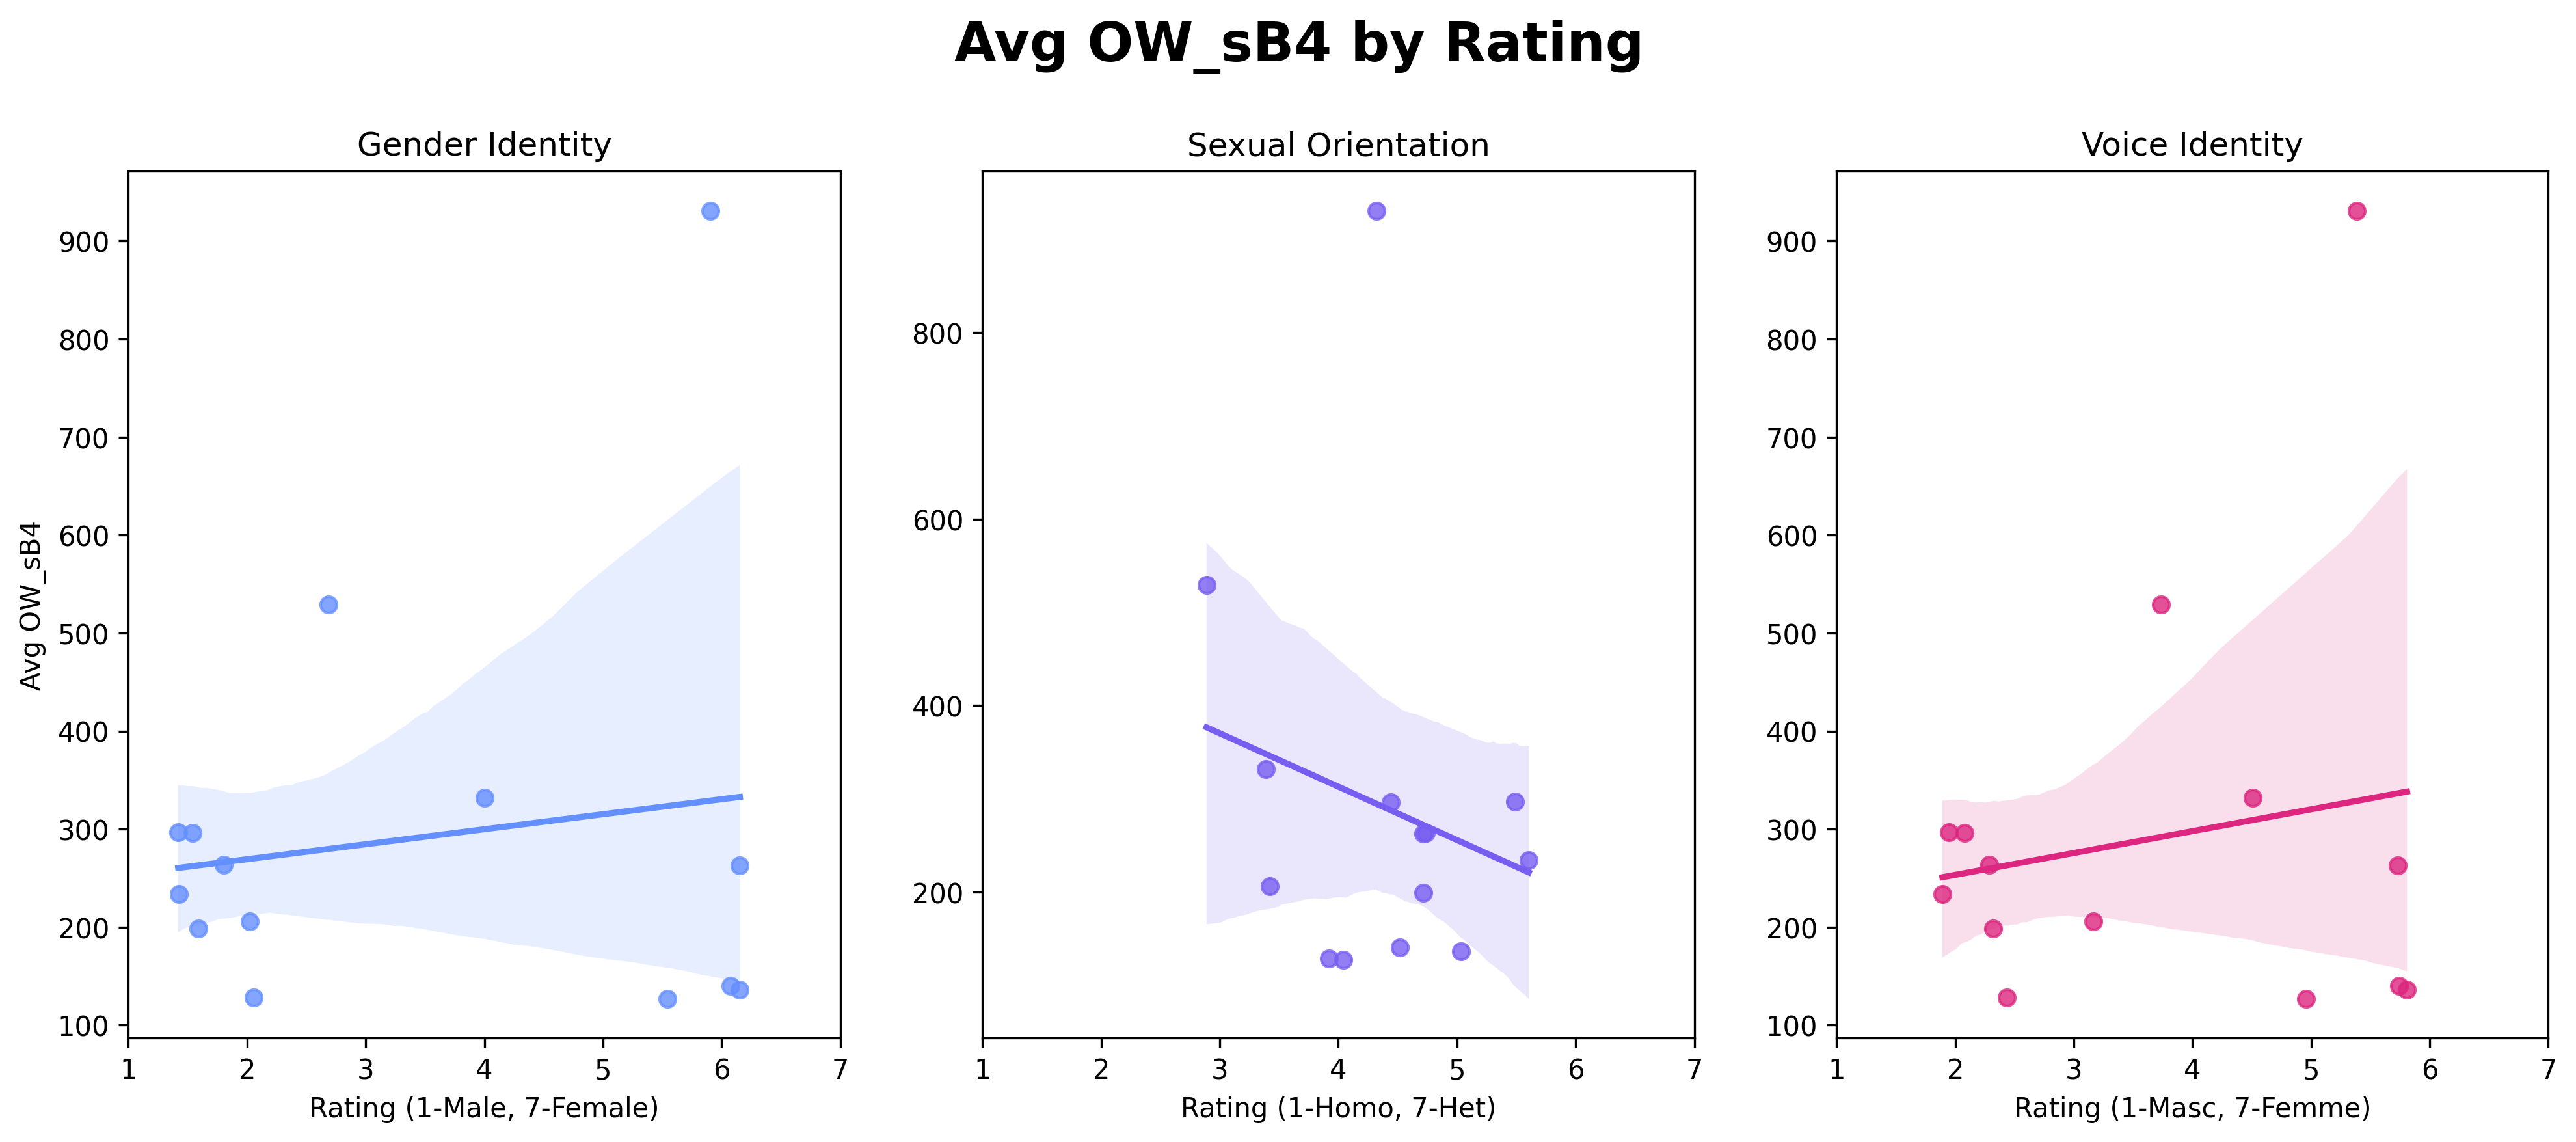 Avg OW_sB4 by Rating
Gender Identity
Avg OW_sB4
900
800
700
600
500
400
300
200
100
1 2 3 4 5 6 7
Rating (1-Male, 7-Female)
Sexual Orientation
800
600
400
200
1 2 3 4 5 6 7
Rating (1-Homo, 7-Het)
Voice Identity
900
800
700
600
500
400
300
200
100
1 2 3 4 5 6 7
Rating (1-Masc, 7-Femme)